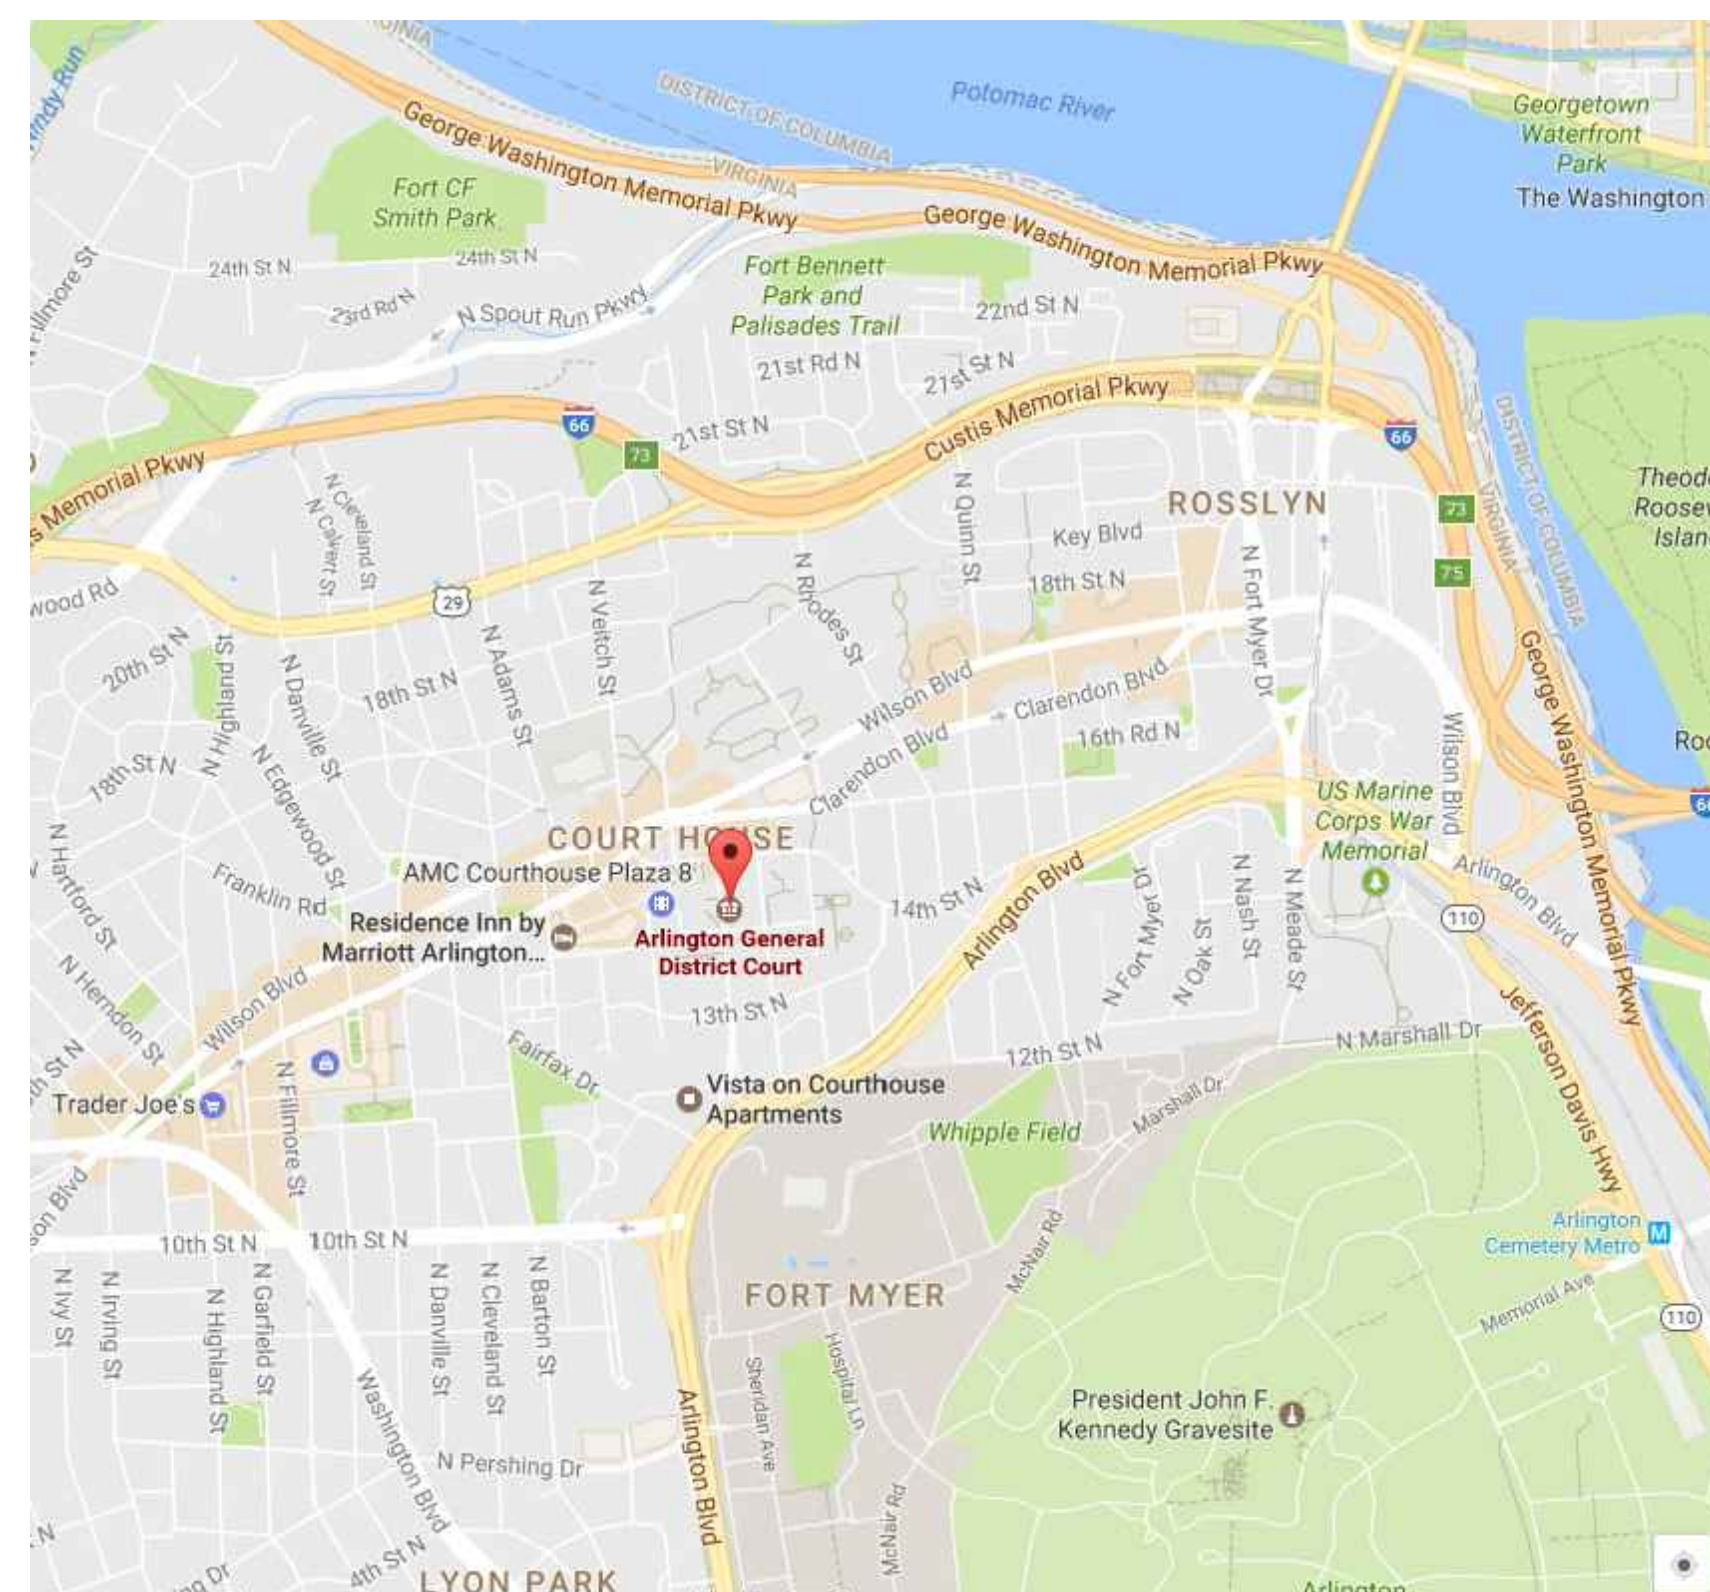 VIRGINIA
DISTRICT OF COLUMBIA
Potomac River
Georgetown
Waterfront
Park
The Washington
George Washington Memorial Pkwy
VIRGINIA
George Washington Memorial Pkwy
Fort CF
Smith Park
24th St N
24th St N
23rd Rd N
N Spout Run Pkwy
Fort Bennett
Park and
Palisades Trail
22nd St N
21st Rd N
21st St N
21st St N
Custis Memorial Pkwy
66
73
66
Memorial Pkwy
N Cleveland St
N Calvert St
N Quinn St
ROSSLYN
Key Blvd
18th St N
73
75
DISTRICT OF COLUMBIA
VIRGINIA
29
N Veitch St
N Rhodes St
N Fort Myer Dr
20th St N
N Highland St
N Danville St
18th St N
N Adams St
Wilson Blvd
Clarendon Blvd
16th Rd N
Clarendon Blvd
Wilson Blvd
George Washington Memorial Pkwy
18th St N
N Edgewood St
N Hartford St
Franklin Rd
COURT HOUSE
AMC Courthouse Plaza 8
Residence Inn by
Marriott Arlington...
Arlington General
District Court
14th St N
Arlington Blvd
US Marine
Corps War
Memorial
Arlington Blvd
110
N Fort Myer Dr
N Oak St
N Nash St
N Meade St
N Herndon St
Wilson Blvd
13th St N
12th St N
N Marshall Dr
Jefferson Davis Hwy
Fairfax Dr
N Fillmore St
Trader Joe's
Vista on Courthouse
Apartments
Whipple Field
Marshall Dr
McNair Rd
Arlington
Cemetery Metro
M
Memorial Ave
110
10th St N
10th St N
FORT MYER
N Ivy St
N Irving St
N Highland St
N Garfield St
N Danville St
N Cleveland St
N Barton St
Sheridan Ave
Hospital Ln
Washington Blvd
N Pershing Dr
Arlington Blvd
McNair Rd
President John F.
Kennedy Gravesite
4th St N
LYON PARK
Arlington